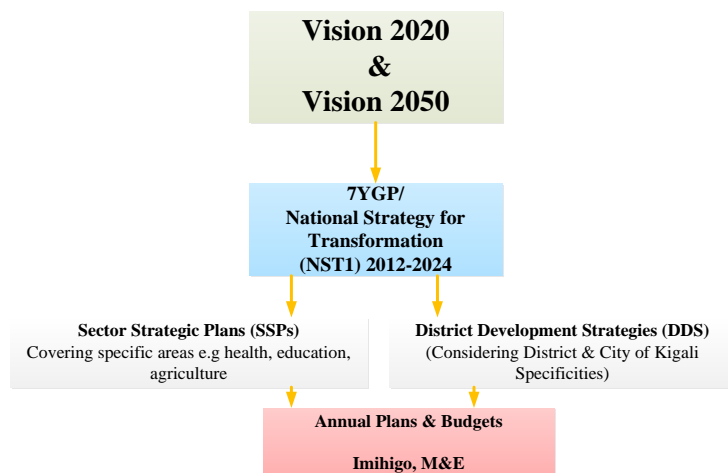 Vision 2020
&
Vision 2050
7YGP/
National Strategy for
Transformation
(NST1) 2012-2024
Sector Strategic Plans (SSPs)
Covering specific areas e.g health, education,
agriculture
District Development Strategies (DDS)
(Considering District & City of Kigali
Specificities)
Annual Plans & Budgets
Imihigo, M&E